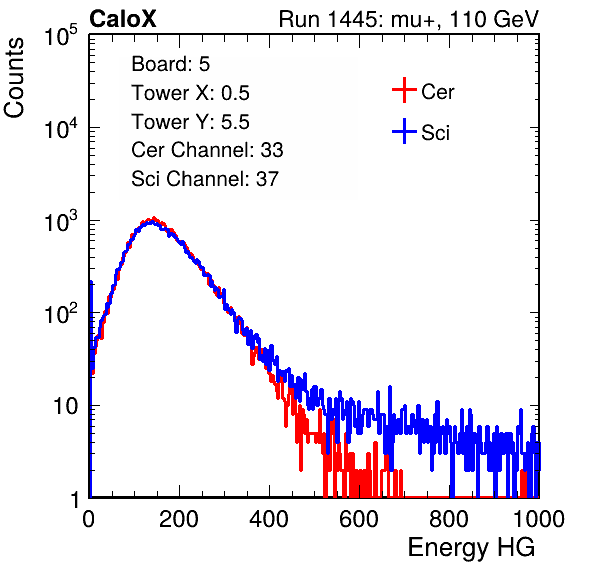 CaloX Run 1445: mu+, 110 GeV
Counts
Board: 5
Tower X: 0.5
Tower Y: 5.5
Cer Channel: 33
Sci Channel: 37
Cer
Sci
10^5
10^4
10^3
10^2
10
1
0 200 400 600 800 1000
Energy HG